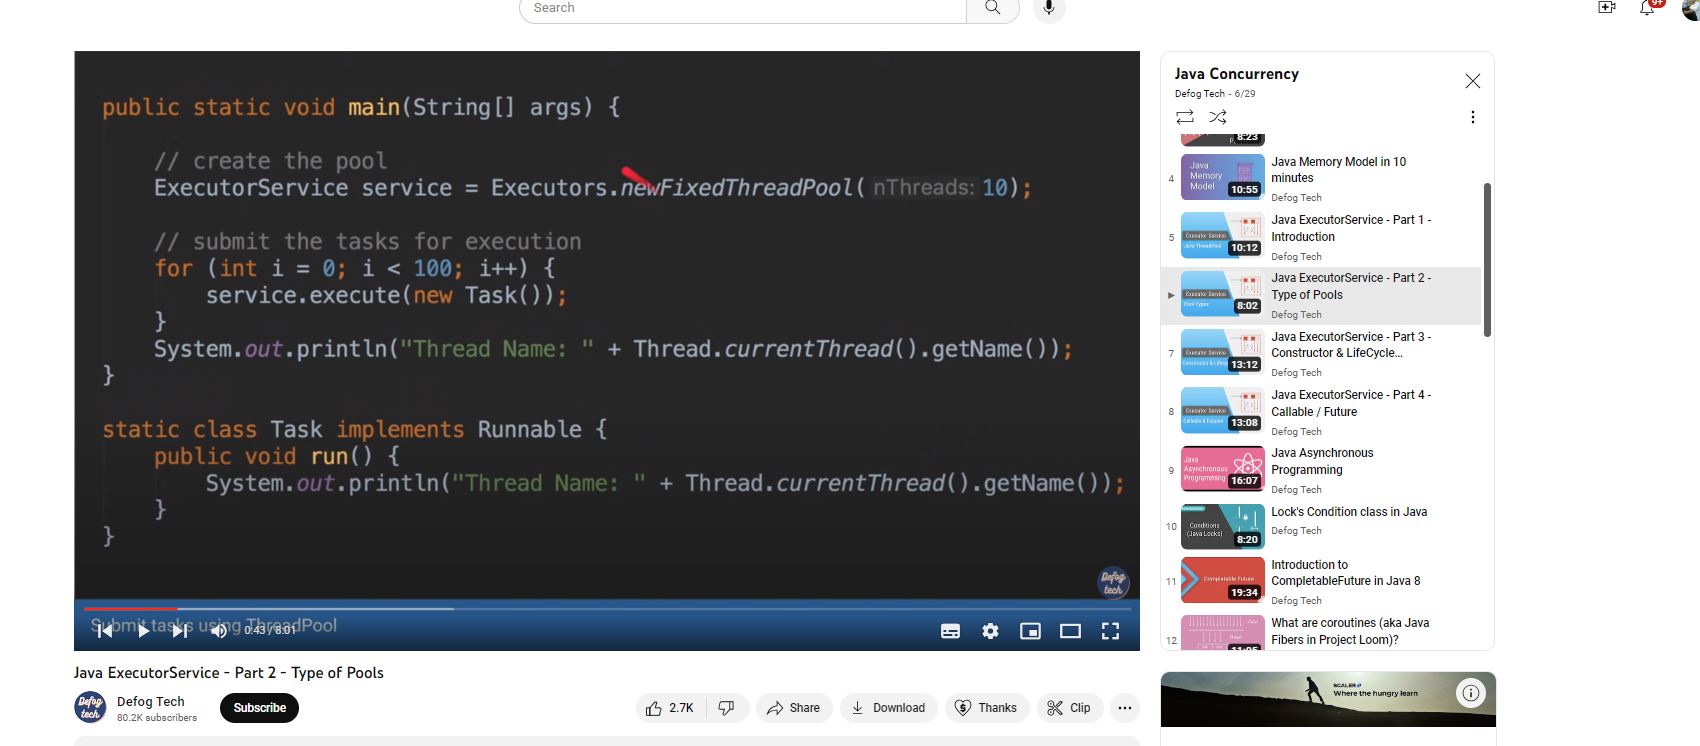 Search
9+
public static void main(String[] args) {
// create the pool
ExecutorService service = Executors.newFixedThreadPool( nThreads: 10);
// submit the tasks for execution
for (int i = 0; i < 100; i++) {
service.execute(new Task());
}
System.out.println("Thread Name: " + Thread.currentThread().getName());
}
static class Task implements Runnable {
public void run() {
System.out.println("Thread Name: " + Thread.currentThread().getName());
}
}
Defog tech
Submit tasks using ThreadPool
0:43 / 8:01
Java ExecutorService - Part 2 - Type of Pools
Defog tech
Defog Tech
80.2K subscribers
Subscribe
2.7K
Share
Download
Thanks
Clip
Java Concurrency
Defog Tech - 6/29
8:23
4
Java
Memory
Model
10:55
Java Memory Model in 10
minutes
Defog Tech
5
Executor Service
Java ThreadPool
10:12
Java ExecutorService - Part 1 -
Introduction
Defog Tech
Executor Service
Pool Types
8:02
Java ExecutorService - Part 2 -
Type of Pools
Defog Tech
7
Executor Service
13:12
Java ExecutorService - Part 3 -
Constructor & LifeCycle...
Defog Tech
8
Executor Service
Callable & Futures
13:08
Java ExecutorService - Part 4 -
Callable / Future
Defog Tech
9
Java
Asynchronous
Programming
16:07
Java Asynchronous
Programming
Defog Tech
10
Conditions
(Java Locks)
8:20
Lock's Condition class in Java
Defog Tech
11
Completable Future
19:34
Introduction to
CompletableFuture in Java 8
Defog Tech
12
11:05
What are coroutines (aka Java
Fibers in Project Loom)?
SCALER
Where the hungry learn